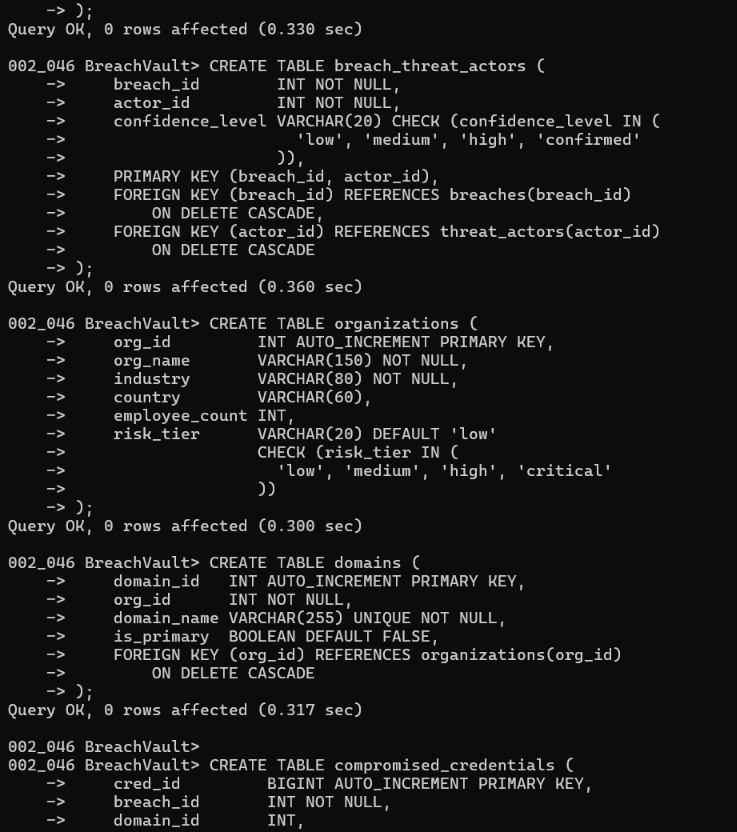 -> );
Query OK, 0 rows affected (0.330 sec)

002_046 BreachVault> CREATE TABLE breach_threat_actors (
    ->     breach_id        INT NOT NULL,
    ->     actor_id         INT NOT NULL,
    ->     confidence_level VARCHAR(20) CHECK (confidence_level IN (
    ->                        'low', 'medium', 'high', 'confirmed'
    ->                      )),
    ->     PRIMARY KEY (breach_id, actor_id),
    ->     FOREIGN KEY (breach_id) REFERENCES breaches(breach_id)
    ->         ON DELETE CASCADE,
    ->     FOREIGN KEY (actor_id) REFERENCES threat_actors(actor_id)
    ->         ON DELETE CASCADE
    -> );
Query OK, 0 rows affected (0.360 sec)

002_046 BreachVault> CREATE TABLE organizations (
    ->     org_id         INT AUTO_INCREMENT PRIMARY KEY,
    ->     org_name       VARCHAR(150) NOT NULL,
    ->     industry       VARCHAR(80) NOT NULL,
    ->     country        VARCHAR(60),
    ->     employee_count INT,
    ->     risk_tier      VARCHAR(20) DEFAULT 'low'
    ->                    CHECK (risk_tier IN (
    ->                      'low', 'medium', 'high', 'critical'
    ->                    ))
    -> );
Query OK, 0 rows affected (0.300 sec)

002_046 BreachVault> CREATE TABLE domains (
    ->     domain_id   INT AUTO_INCREMENT PRIMARY KEY,
    ->     org_id      INT NOT NULL,
    ->     domain_name VARCHAR(255) UNIQUE NOT NULL,
    ->     is_primary  BOOLEAN DEFAULT FALSE,
    ->     FOREIGN KEY (org_id) REFERENCES organizations(org_id)
    ->         ON DELETE CASCADE
    -> );
Query OK, 0 rows affected (0.317 sec)

002_046 BreachVault>
002_046 BreachVault> CREATE TABLE compromised_credentials (
    ->     cred_id         BIGINT AUTO_INCREMENT PRIMARY KEY,
    ->     breach_id       INT NOT NULL,
    ->     domain_id       INT,